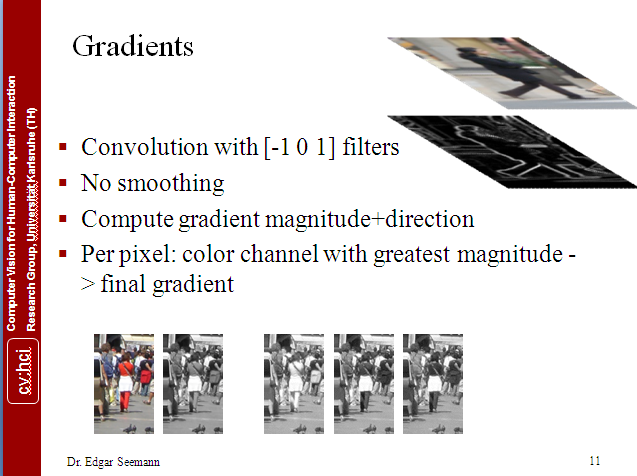 Gradients
Computer Vision for Human-Computer Interaction
Research Group, Universität Karlsruhe (TH)
cv:hci
▪ Convolution with [-1 0 1] filters
▪ No smoothing
▪ Compute gradient magnitude+direction
▪ Per pixel: color channel with greatest magnitude -
> final gradient
Dr. Edgar Seemann
11